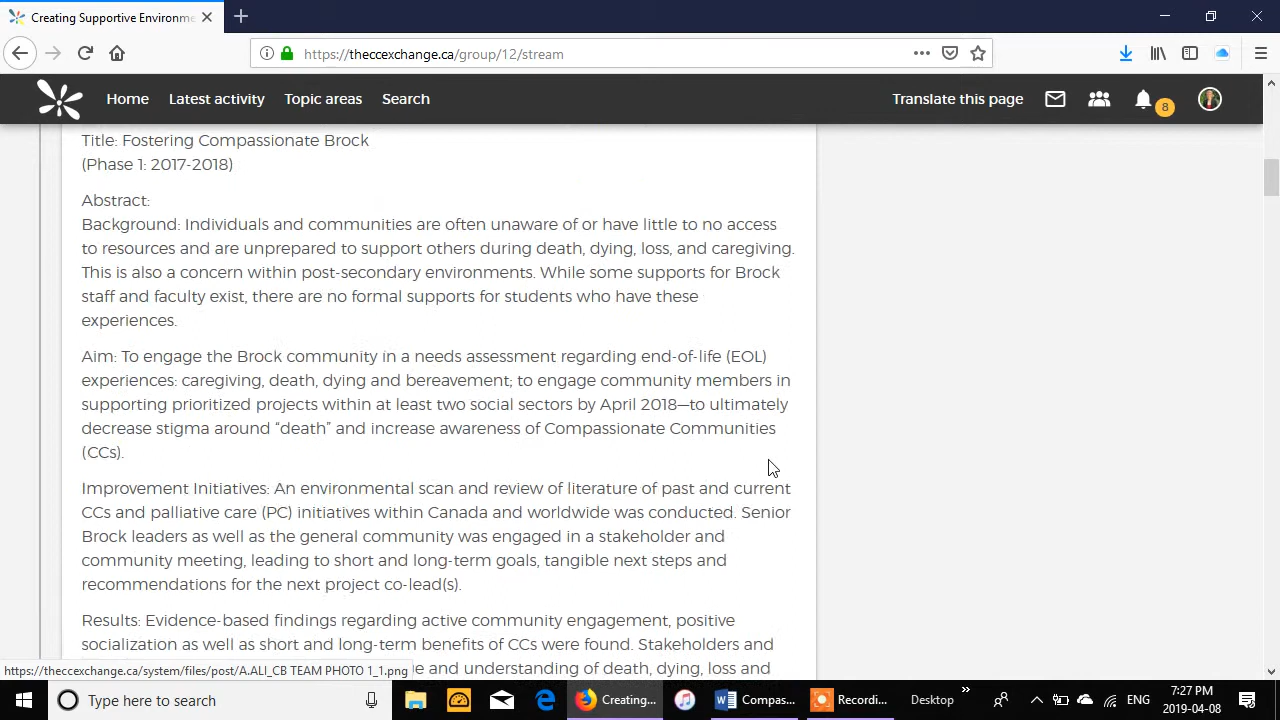 Creating Supportive Environme
https://theccexchange.ca/group/12/stream
Home Latest activity Topic areas Search Translate this page 8
Title: Fostering Compassionate Brock
(Phase 1: 2017-2018)
Abstract:
Background: Individuals and communities are often unaware of or have little to no access
to resources and are unprepared to support others during death, dying, loss, and caregiving.
This is also a concern within post-secondary environments. While some supports for Brock
staff and faculty exist, there are no formal supports for students who have these
experiences.
Aim: To engage the Brock community in a needs assessment regarding end-of-life (EOL)
experiences: caregiving, death, dying and bereavement; to engage community members in
supporting prioritized projects within at least two social sectors by April 2018—to ultimately
decrease stigma around “death” and increase awareness of Compassionate Communities
(CCs).
Improvement Initiatives: An environmental scan and review of literature of past and current
CCs and palliative care (PC) initiatives within Canada and worldwide was conducted. Senior
Brock leaders as well as the general community was engaged in a stakeholder and
community meeting, leading to short and long-term goals, tangible next steps and
recommendations for the next project co-lead(s).
Results: Evidence-based findings regarding active community engagement, positive
socialization as well as short and long-term benefits of CCs were found. Stakeholders and
https://theccexchange.ca/system/files/post/A.ALI_CB TEAM PHOTO 1_1.png e and understanding of death, dying, loss and
Type here to search Creating... Compas... Recordi... Desktop » ENG 7:27 PM
2019-04-08